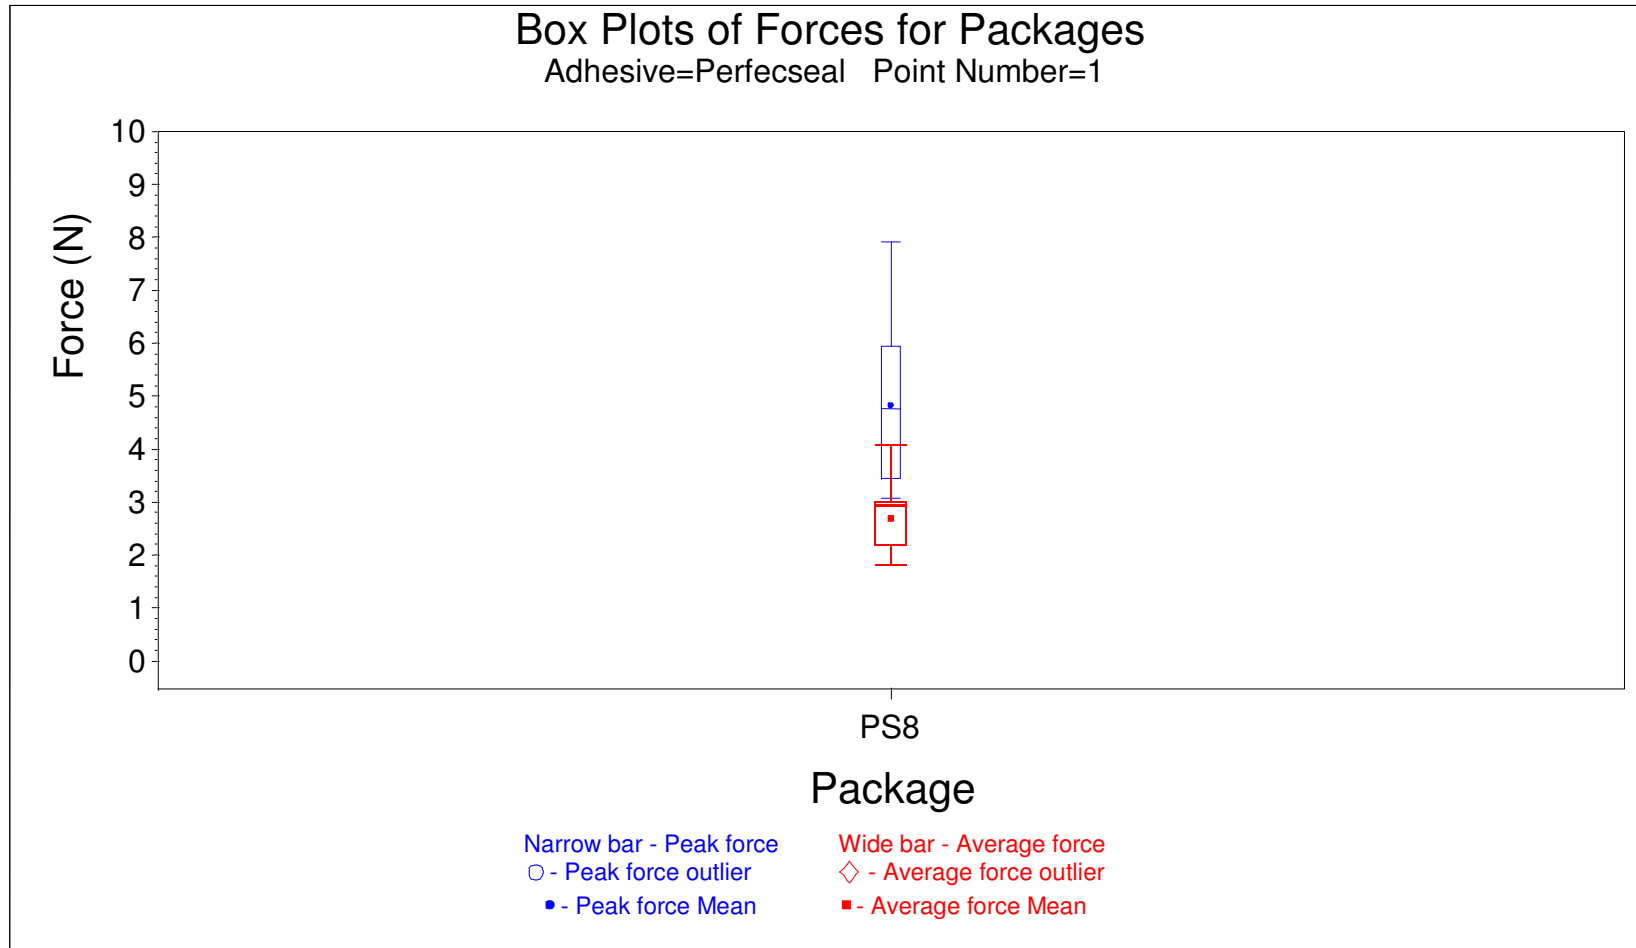 Box Plots of Forces for Packages
Adhesive=Perfecseal Point Number=1
Force (N)
10
9
8
7
6
5
4
3
2
1
0
PS8
Package
Narrow bar - Peak force Wide bar - Average force
- Peak force outlier - Average force outlier
- Peak force Mean - Average force Mean